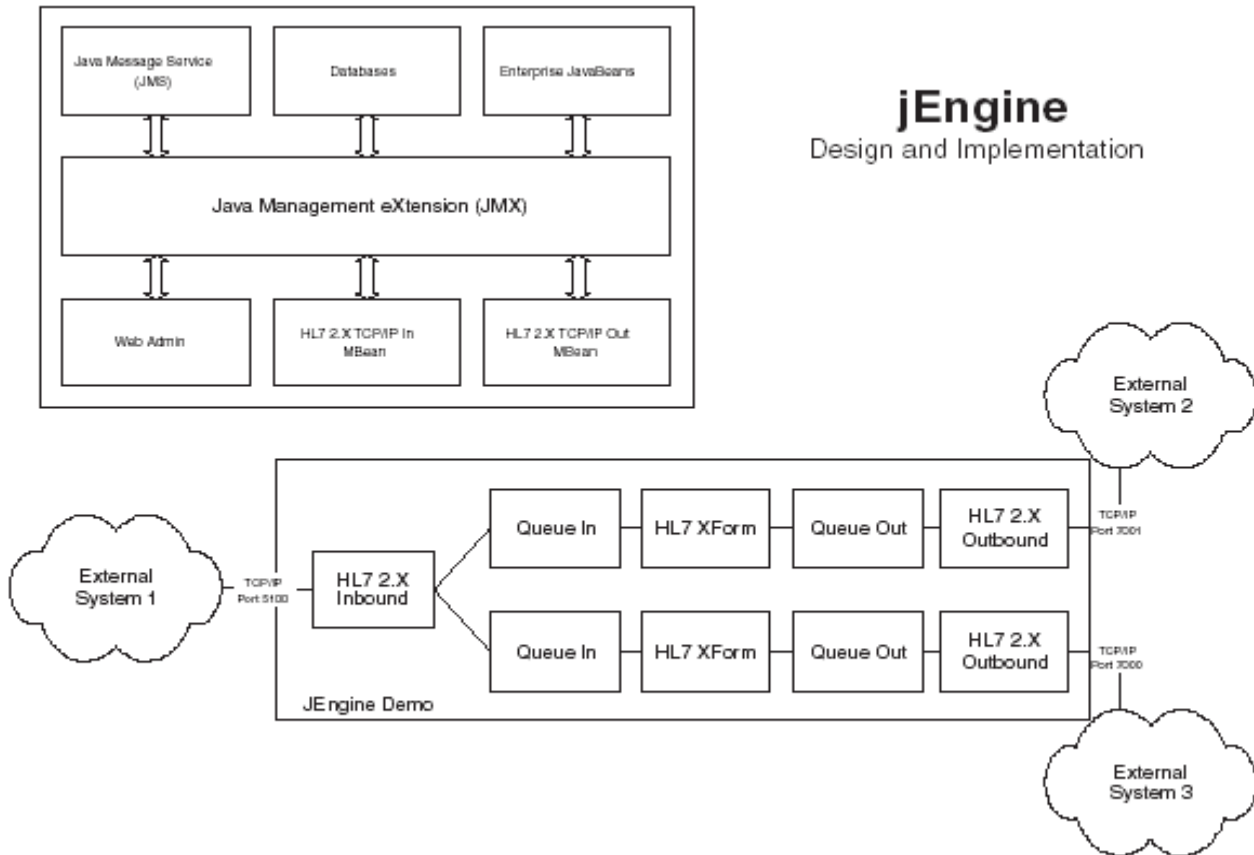 Java Message Service
(JMS)
Databases
Enterprise JavaBeans
jEngine
Design and Implementation
Java Management eXtension (JMX)
Web Admin
HL7 2.X TCP/IP In
MBean
HL7 2.X TCP/IP Out
MBean
External
System 2
TCP/IP
Port 7001
Queue In
HL7 XForm
Queue Out
HL7 2.X
Outbound
External
System 1
TCP/IP
Port 5100
HL7 2.X
Inbound
Queue In
HL7 XForm
Queue Out
HL7 2.X
Outbound
TCP/IP
Port 7000
JEngine Demo
External
System 3